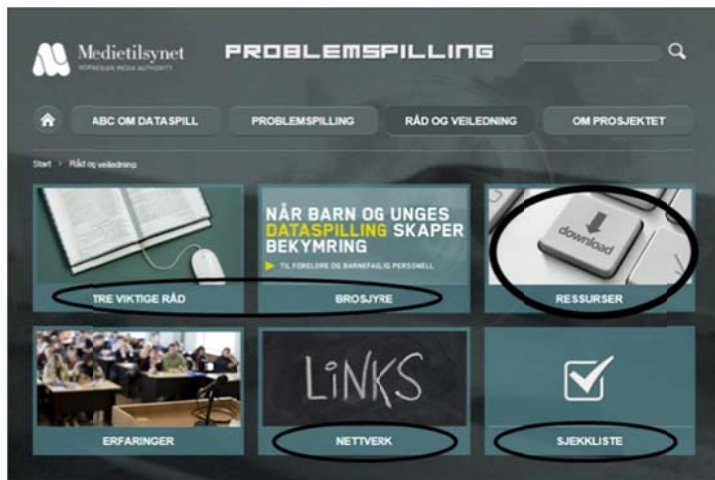 Medietilsynet
NORWEGIAN MEDIA AUTHORITY
PROBLEMSPILLING
ABC OM DATASPILL
PROBLEMSPILLING
RÅD OG VEILEDNING
OM PROSJEKTET
Start > Råd og veiledning
NÅR BARN OG UNGES
DATASPILLING SKAPER
BEKYMRING
TIL FORELDRE OG BARNEFAGLIG PERSONELL
download
TRE VIKTIGE RÅD
BROSJYRE
RESSURSER
LiNKS
ERFARINGER
NETTVERK
SJEKKLISTE